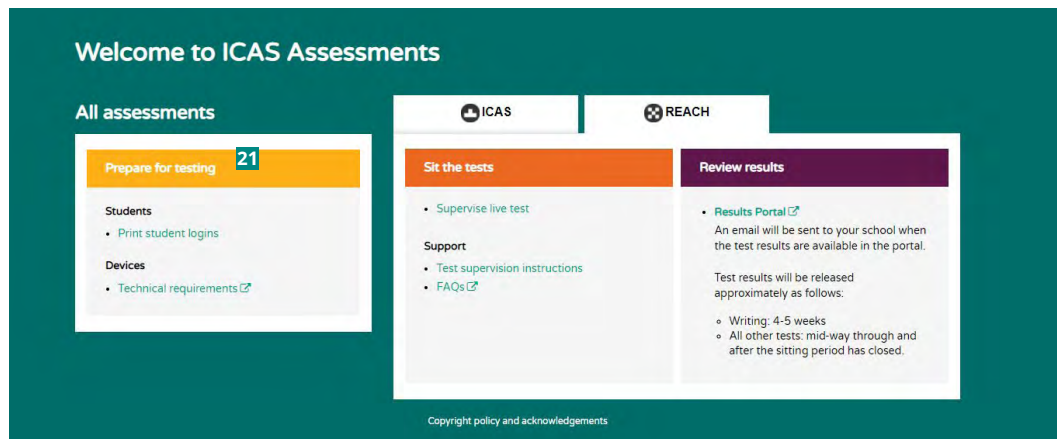 Welcome to ICAS Assessments
All assessments
Prepare for testing
21
Students
Print student logins
Devices
Technical requirements
ICAS
REACH
Sit the tests
Supervise live test
Support
Test supervision instructions
FAQs
Review results
Results Portal
An email will be sent to your school when
the test results are available in the portal.
Test results will be released
approximately as follows:
Writing: 4-5 weeks
All other tests: mid-way through and
after the sitting period has closed.
Copyright policy and acknowledgements